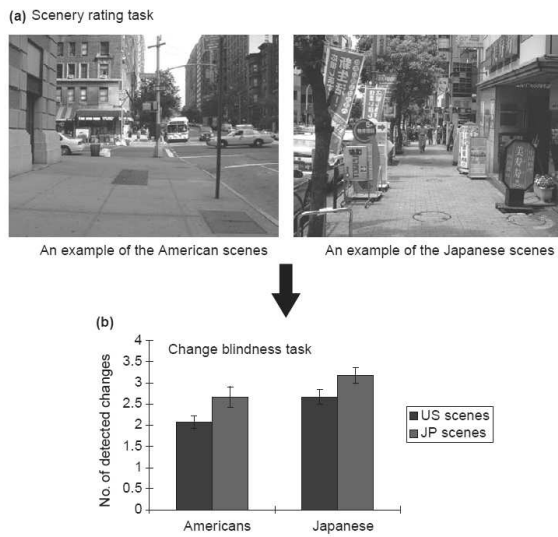 (a) Scenery rating task
An example of the American scenes
An example of the Japanese scenes
(b)
Change blindness task
No. of detected changes
4
3.5
3
2.5
2
1.5
1
0.5
0
Americans
Japanese
US scenes
JP scenes